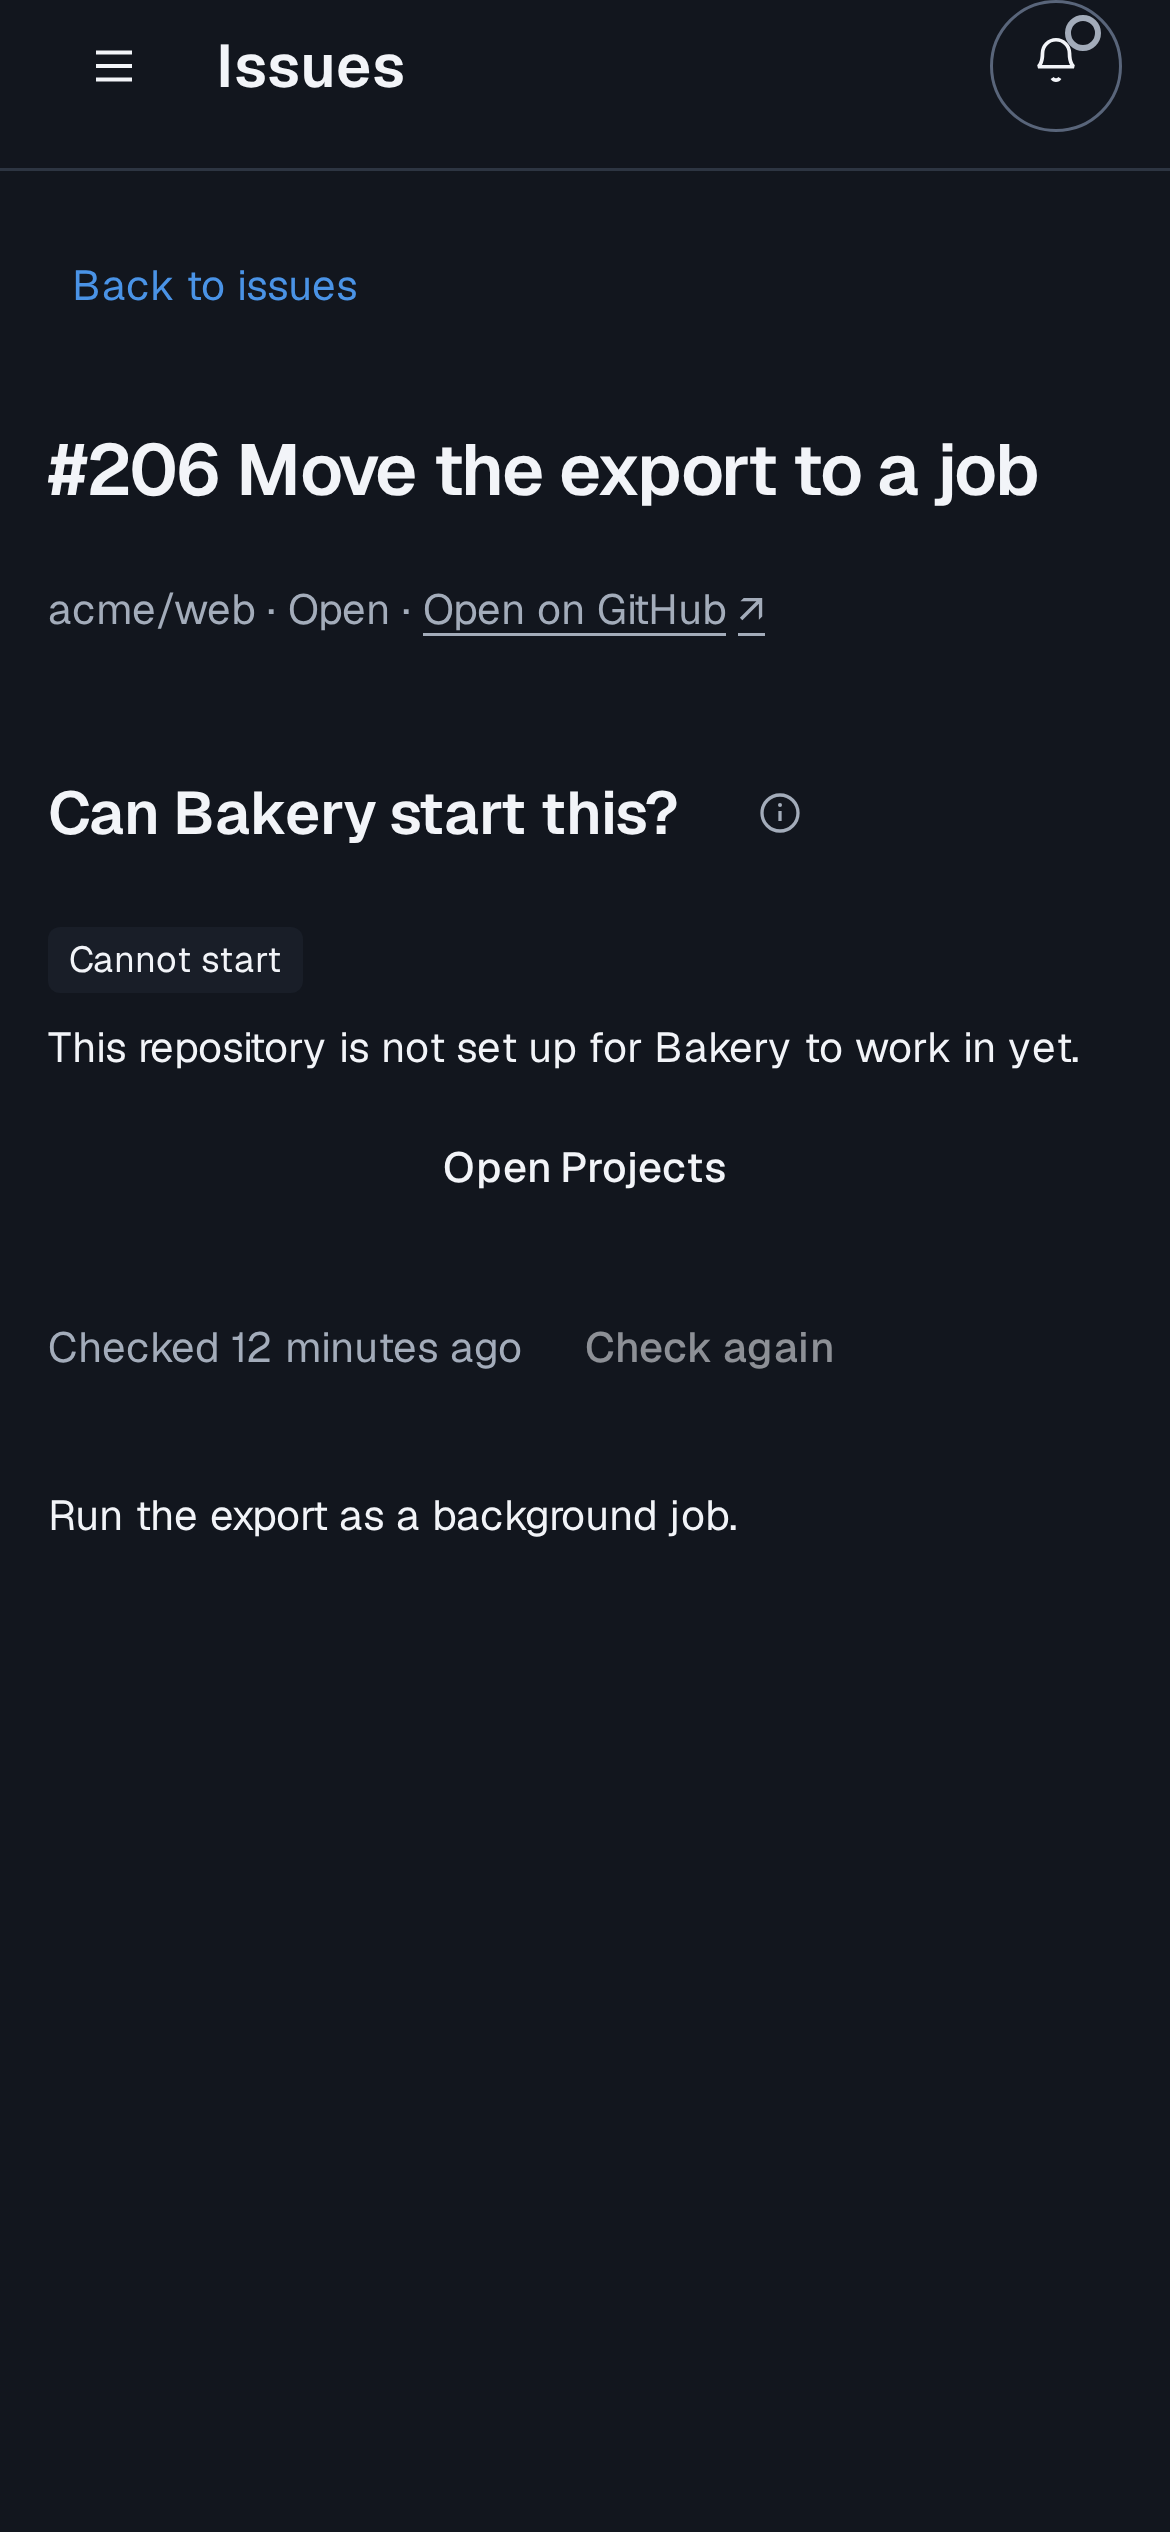 Issues
Back to issues
#206 Move the export to a job
acme/web · Open · Open on GitHub ↗
Can Bakery start this?
Cannot start
This repository is not set up for Bakery to work in yet.
Open Projects
Checked 12 minutes ago Check again
Run the export as a background job.